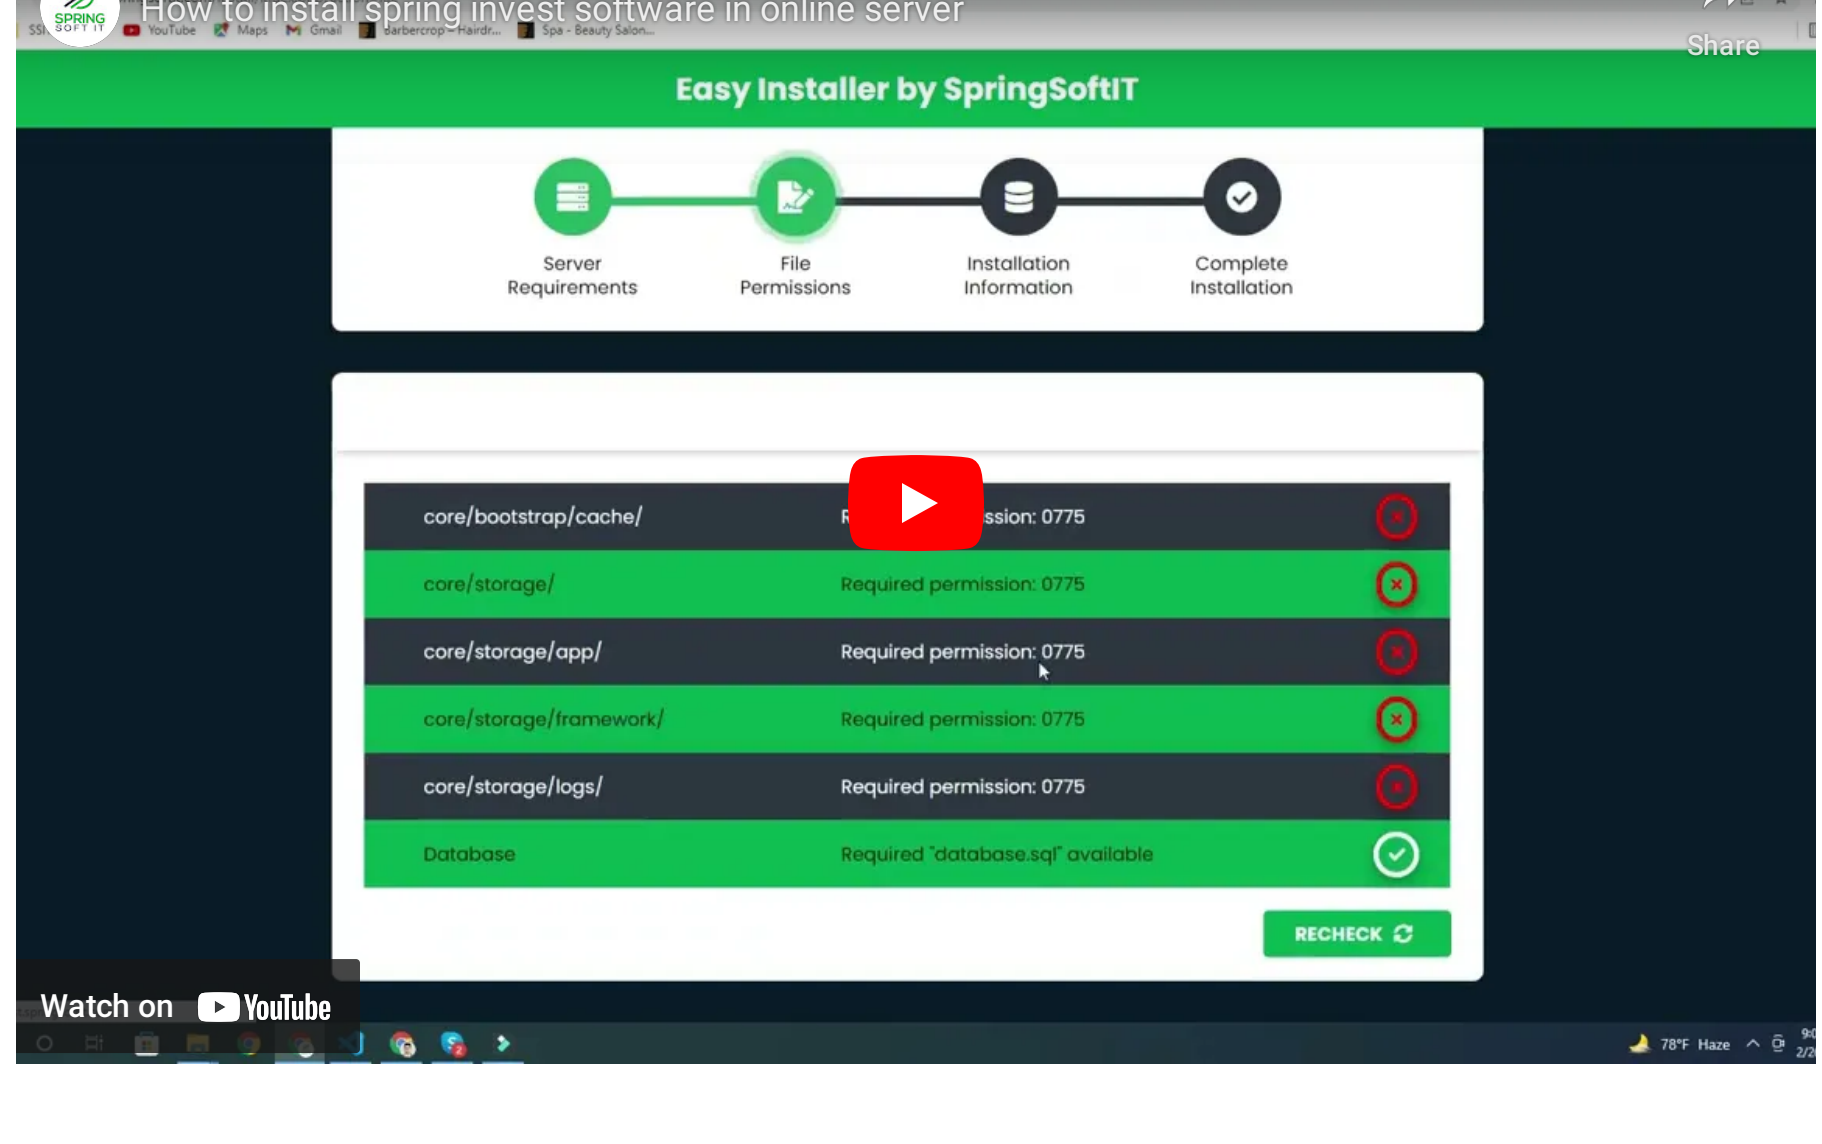 How to install spring invest software in online server
SPRING
SOFT IT
SSI
YouTube
Maps
Gmail
Barbercrop - Hairdr...
Spa - Beauty Salon...
Share
Easy Installer by SpringSoftIT
Server
Requirements
File
Permissions
Installation
Information
Complete
Installation
core/bootstrap/cache/
ssion: 0775
core/storage/
Required permission: 0775
core/storage/app/
Required permission: 0775
core/storage/framework/
Required permission: 0775
core/storage/logs/
Required permission: 0775
Database
Required "database.sql" available
RECHECK
Watch on YouTube
78°F Haze